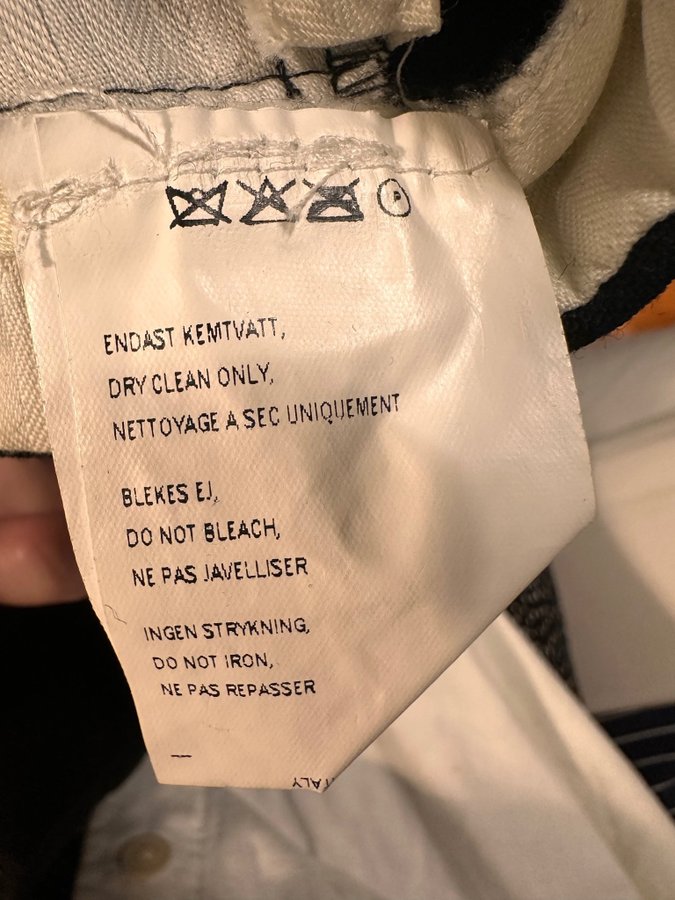 P
ENDAST KEMTVATT,
DRY CLEAN ONLY,
NETTOYAGE A SEC UNIQUEMENT
BLEKES EJ,
DO NOT BLEACH,
NE PAS JAVELLISER
INGEN STRYKNING,
DO NOT IRON,
NE PAS REPASSER
ITALY